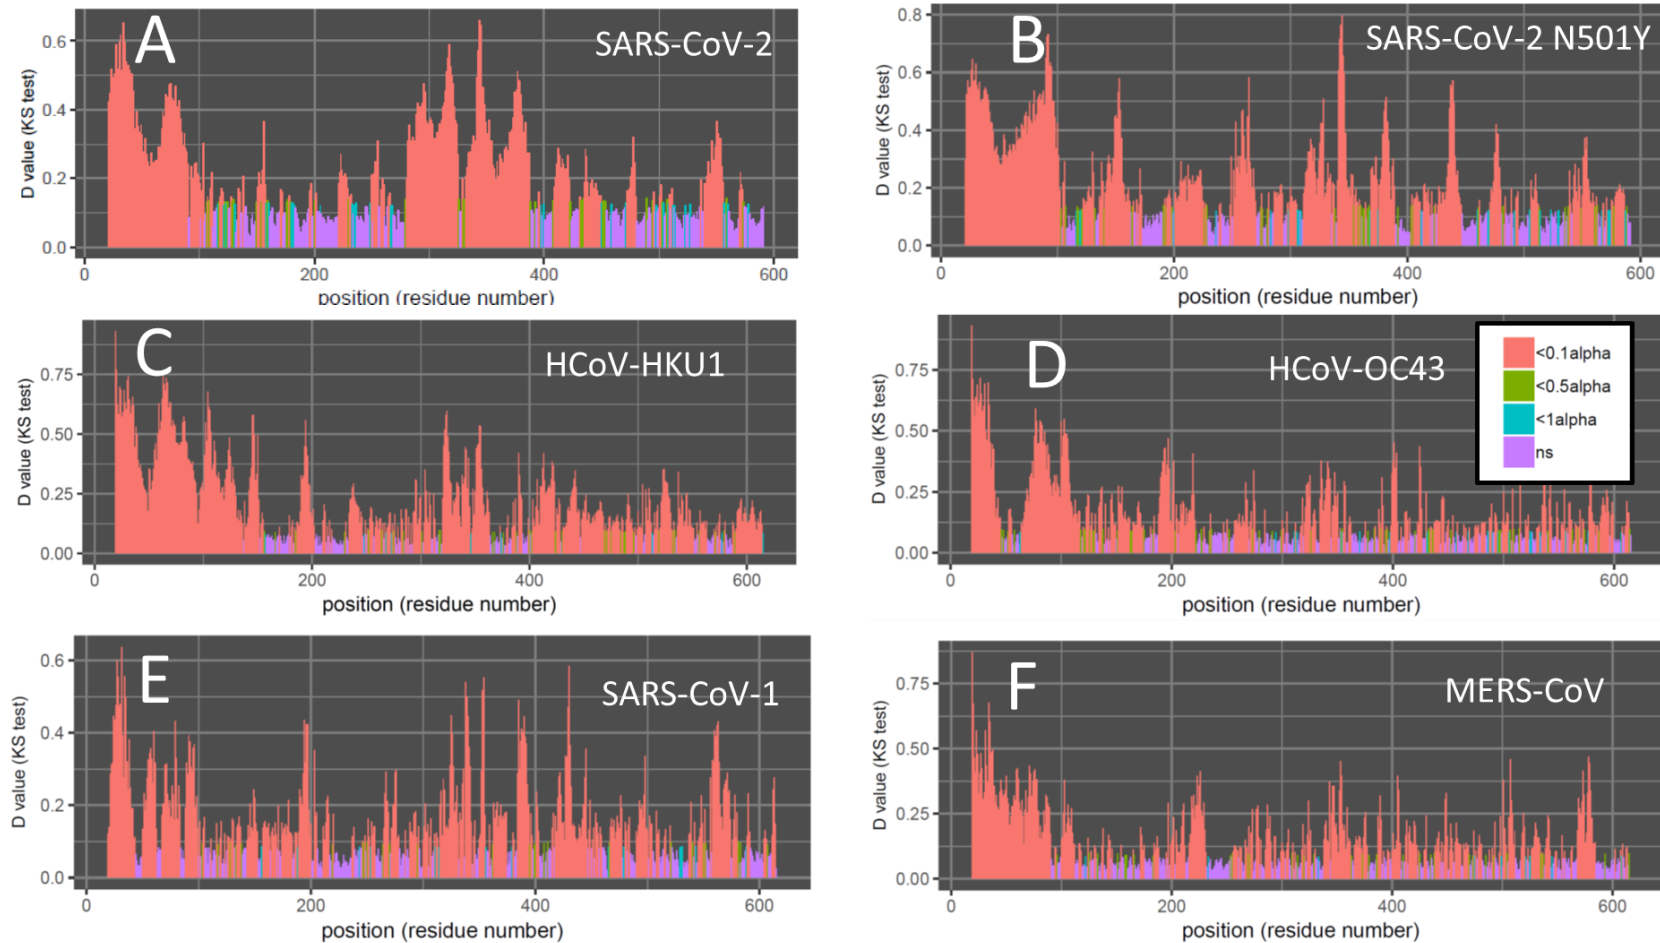 A
SARS-CoV-2
D value (KS test)
0.6
0.4
0.2
0.0
0
200
400
600
position (residue number)
B
SARS-CoV-2 N501Y
D value (KS test)
0.8
0.6
0.4
0.2
0.0
0
200
400
600
position (residue number)
C
HCoV-HKU1
D value (KS test)
0.75
0.50
0.25
0.00
0
200
400
600
position (residue number)
D
HCoV-OC43
D value (KS test)
0.75
0.50
0.25
0.00
0
200
400
600
position (residue number)
<0.1alpha
<0.5alpha
<1alpha
ns
E
SARS-CoV-1
D value (KS test)
0.6
0.4
0.2
0.0
0
200
400
600
position (residue number)
F
MERS-CoV
D value (KS test)
0.75
0.50
0.25
0.00
0
200
400
600
position (residue number)